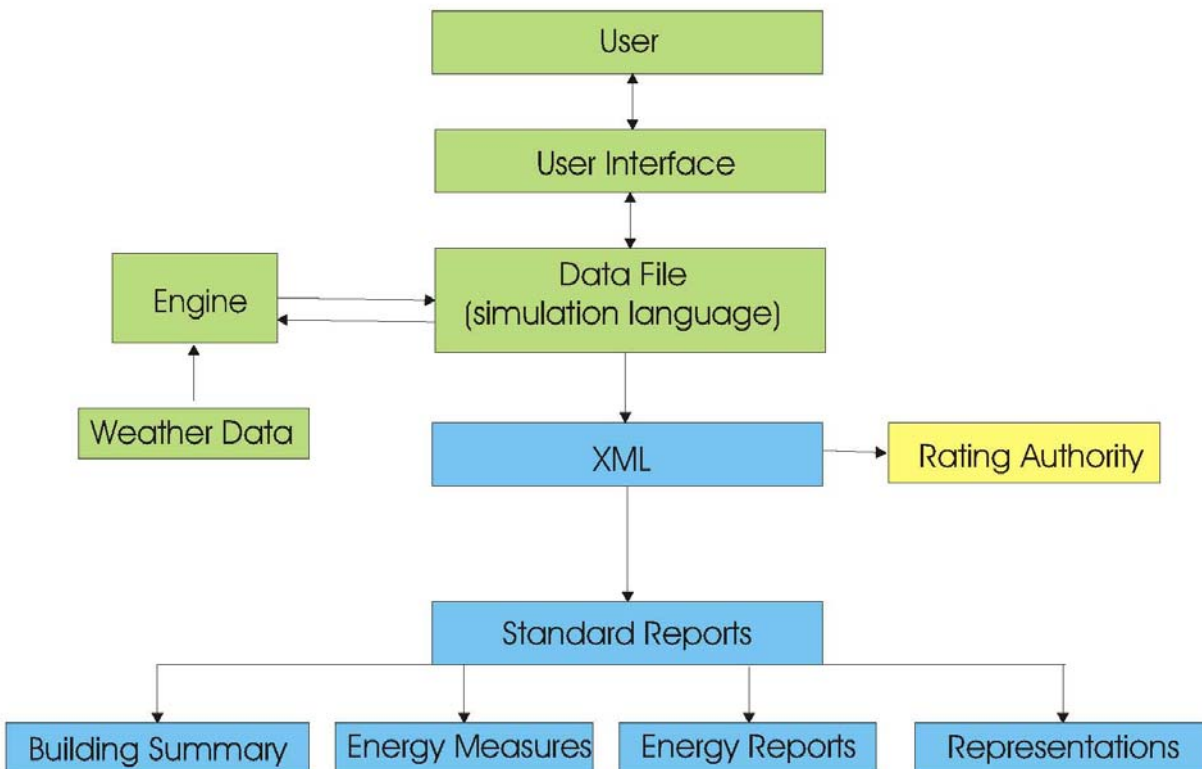 User
User Interface
Data File
(simulation language)
Engine
Weather Data
XML
Rating Authority
Standard Reports
Building Summary
Energy Measures
Energy Reports
Representations